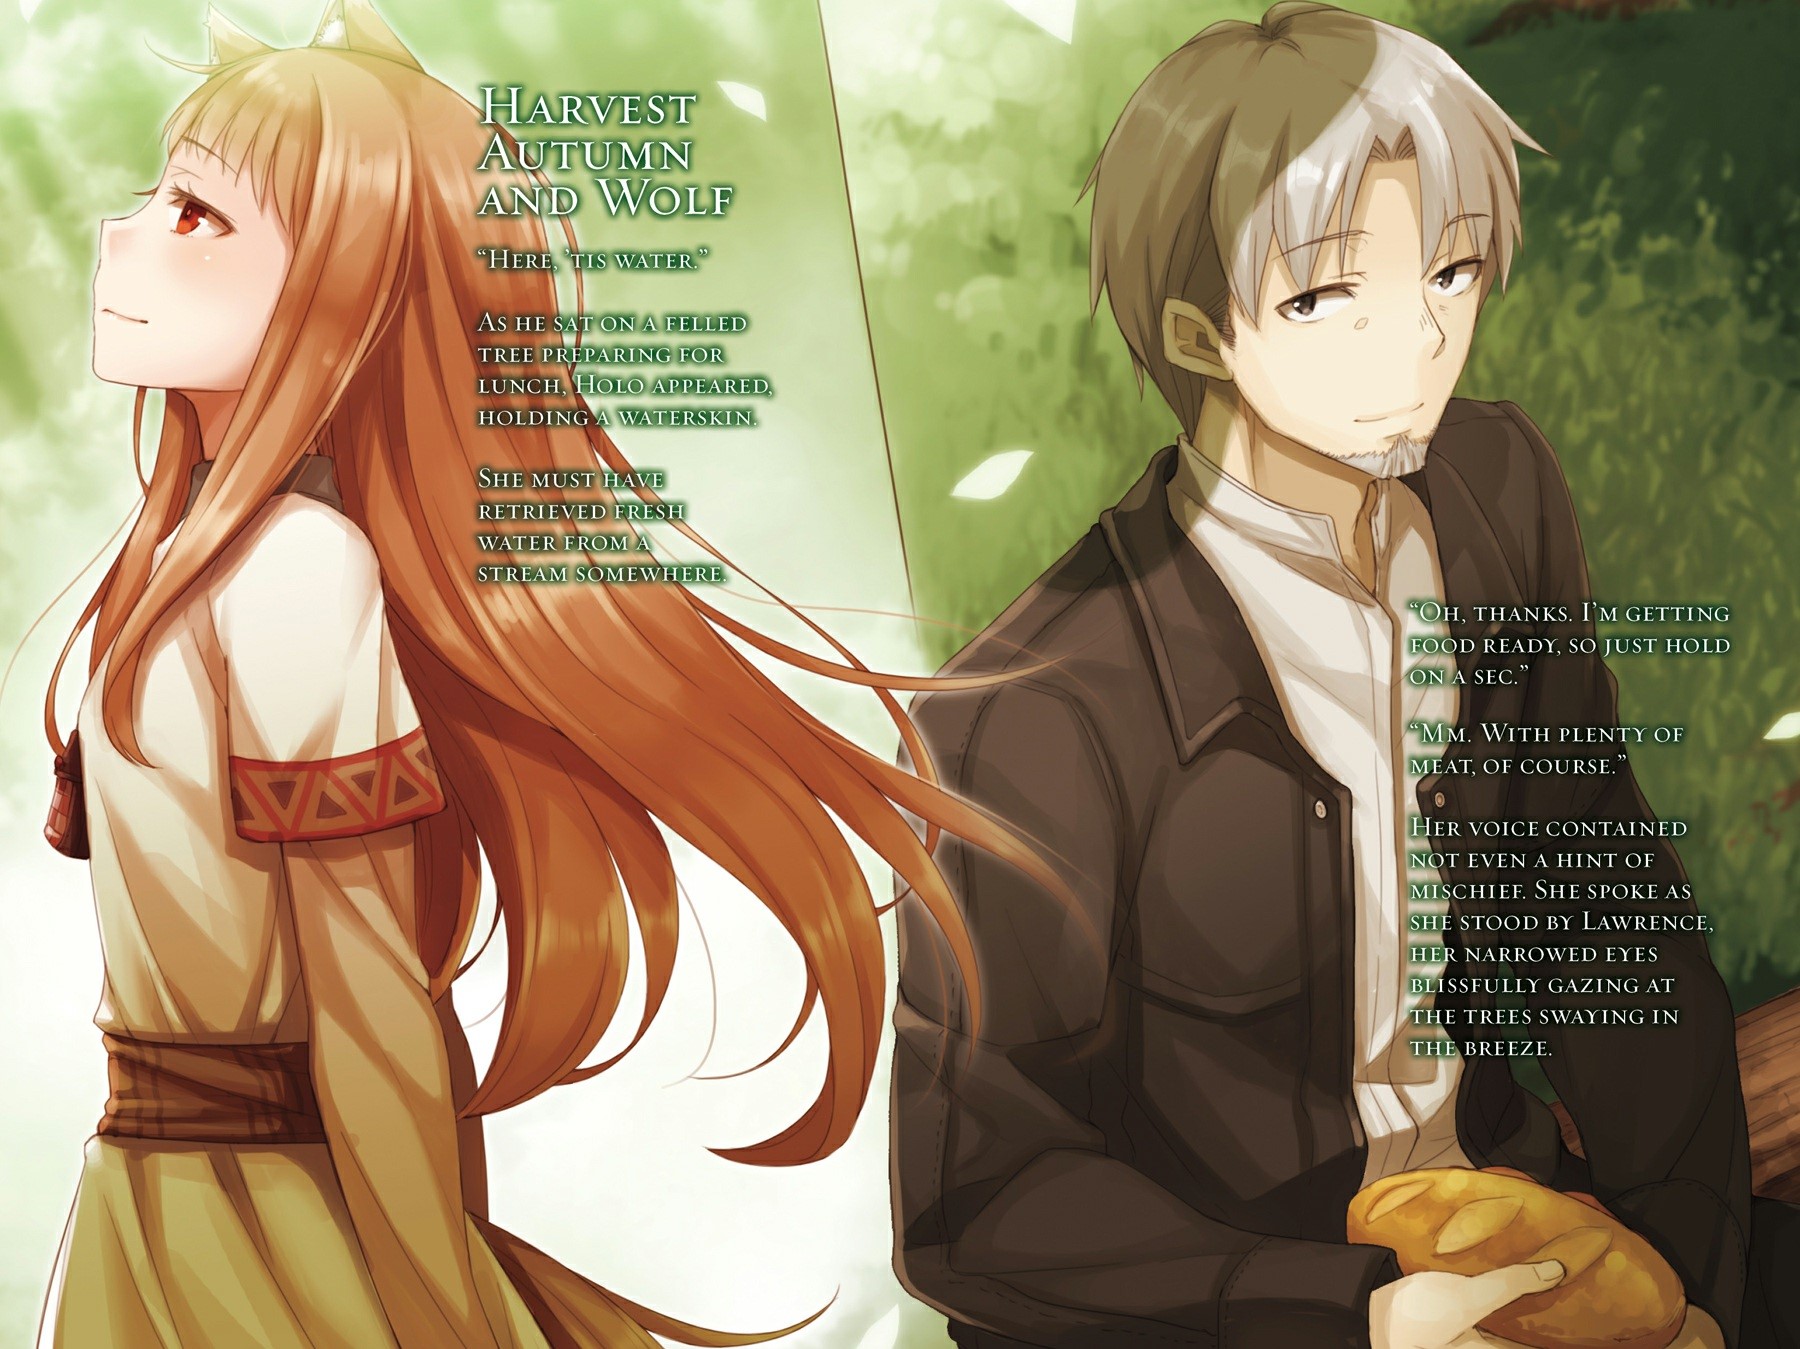 Harvest
Autumn
and Wolf
“Here, ’tis water.”
As he sat on a felled
tree preparing for
lunch, Holo appeared,
holding a waterskin.
She must have
retrieved fresh
water from a
stream somewhere.
“Oh, thanks. I’m getting
food ready, so just hold
on a sec.”
“Mm. With plenty of
meat, of course.”
Her voice contained
not even a hint of
mischief. She spoke as
she stood by Lawrence,
her narrowed eyes
blissfully gazing at
the trees swaying in
the breeze.